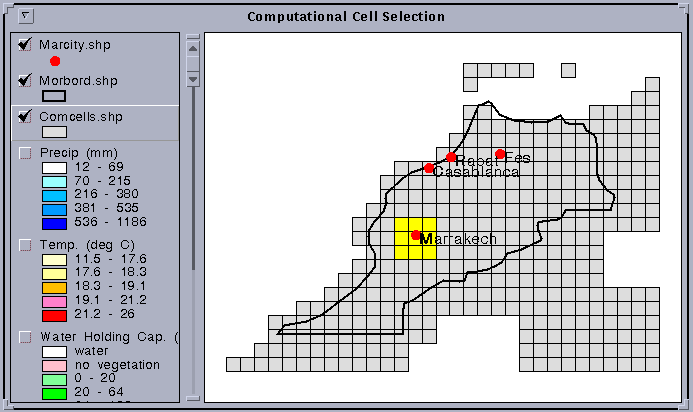 Computational Cell Selection
Marcity.shp
Morbord.shp
Comcells.shp
Precip (mm)
12 - 69
70 - 215
216 - 380
381 - 535
536 - 1186
Temp. (deg C)
11.5 - 17.6
17.6 - 18.3
18.3 - 19.1
19.1 - 21.2
21.2 - 26
Water Holding Cap. (
water
no vegetation
0 - 20
20 - 64
Rabat
Fes
Casablanca
Marrakech